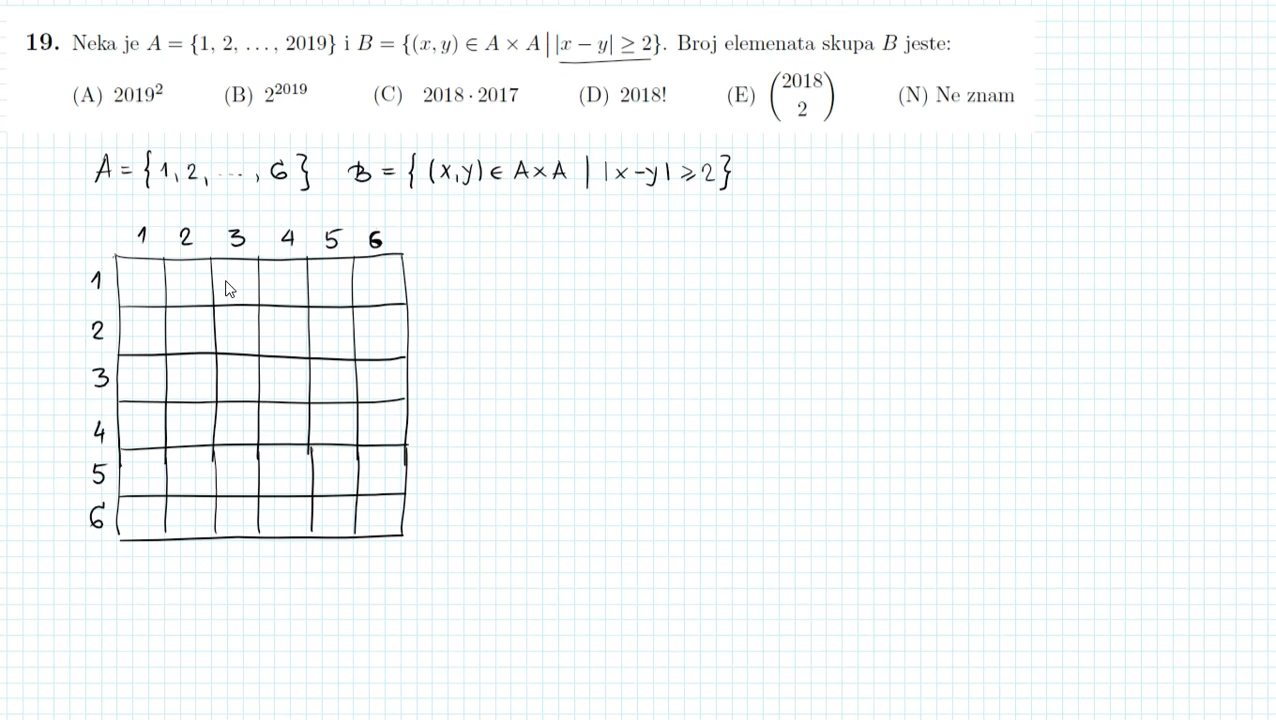 19. Neka je A = {1, 2, …, 2019} i B = {(x, y) ∈ A × A | |x − y| ≥ 2}. Broj elemenata skupa B jeste:
(A) 2019² (B) 2²⁰¹⁹ (C) 2018 · 2017 (D) 2018! (E) (2018 2) (N) Ne znam
A = {1, 2, …, 6} B = {(x,y) ∈ A×A | |x-y| ⩾ 2}
1 2 3 4 5 6
1
2
3
4
5
6